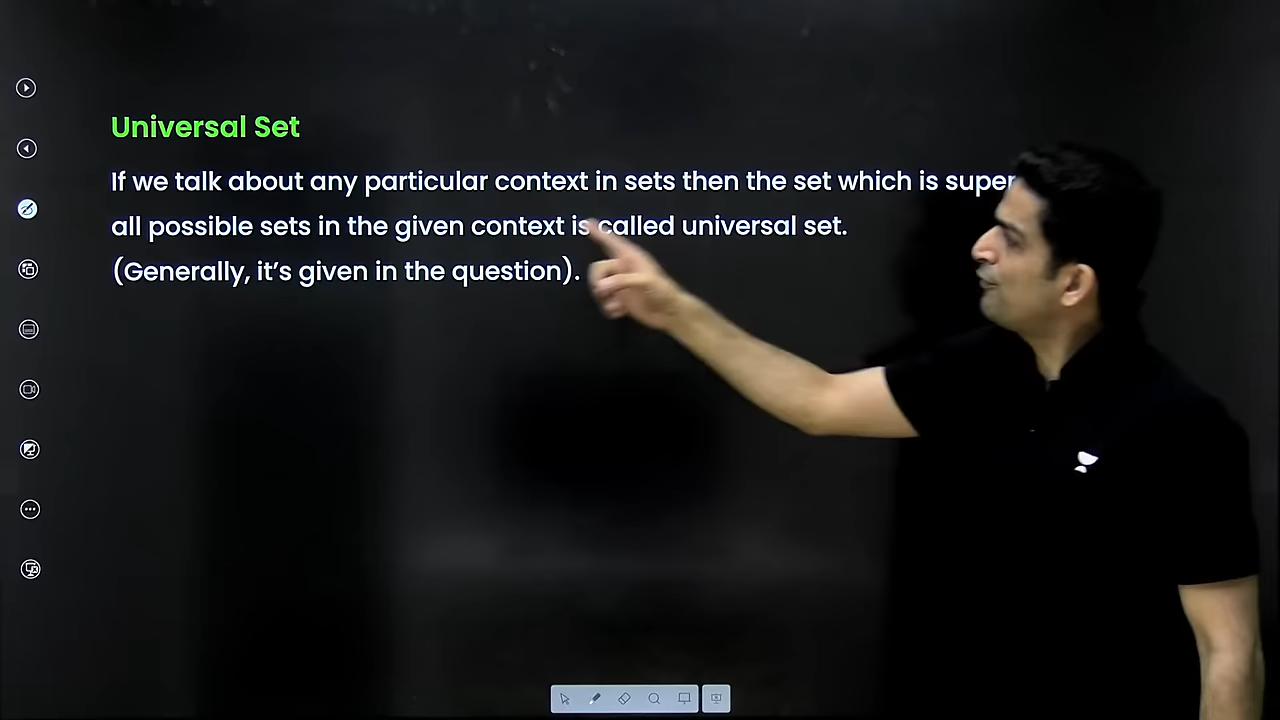 Universal Set
If we talk about any particular context in sets then the set which is super
all possible sets in the given context is called universal set.
(Generally, it's given in the question).